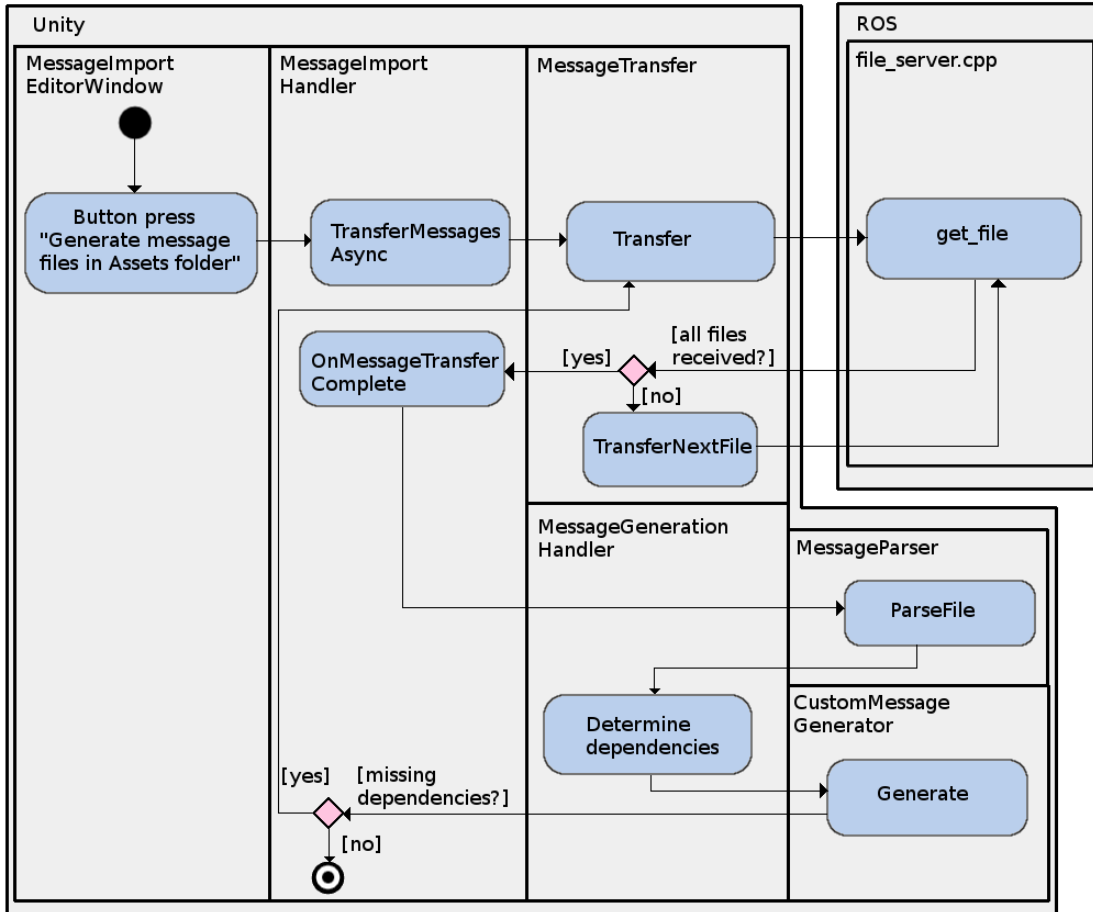 Unity
ROS
MessageImport
EditorWindow
MessageImport
Handler
MessageTransfer
file_server.cpp
Button press
"Generate message
files in Assets folder"
TransferMessages
Async
Transfer
get_file
[all files
received?]
[yes]
OnMessageTransfer
Complete
[no]
TransferNextFile
MessageGeneration
Handler
MessageParser
ParseFile
Determine
dependencies
CustomMessage
Generator
Generate
[yes]
[missing
dependencies?]
[no]